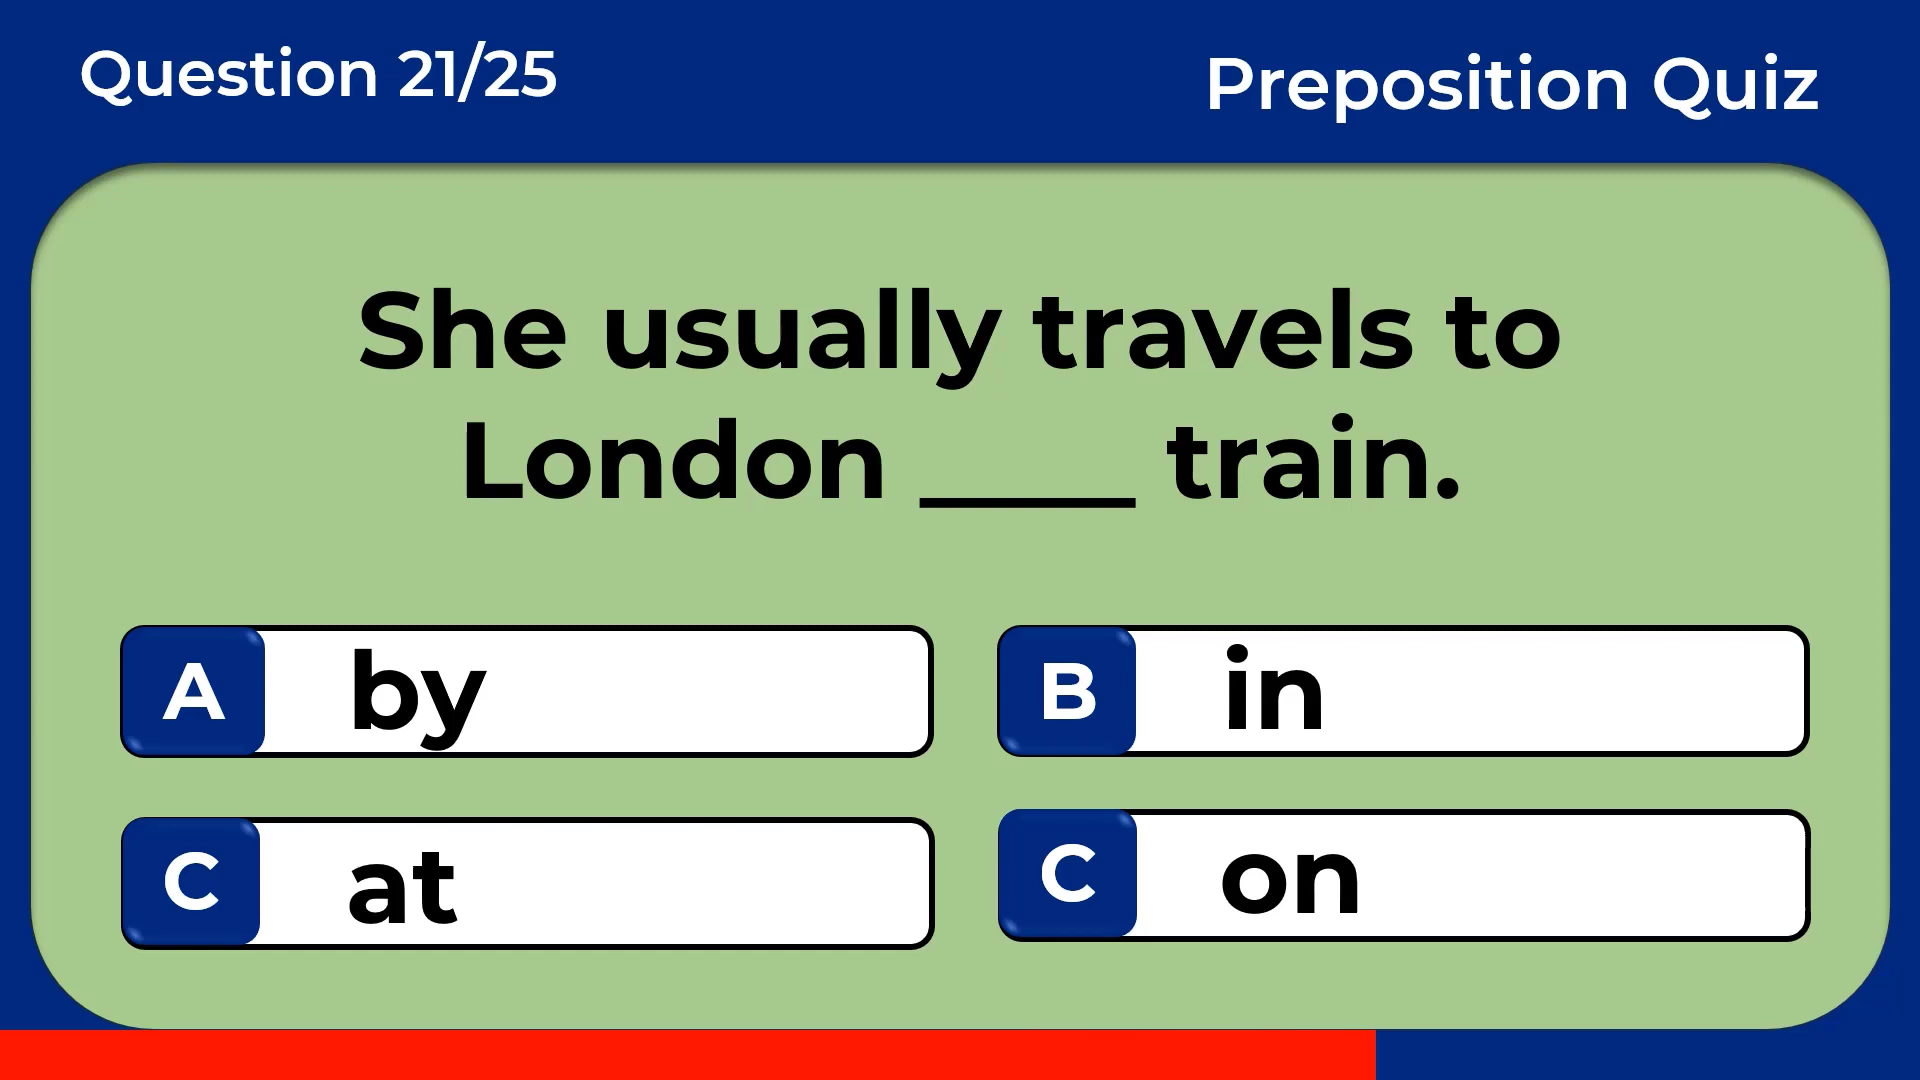 Question 21/25
Preposition Quiz
She usually travels to
London ____ train.
A by
B in
C at
C on